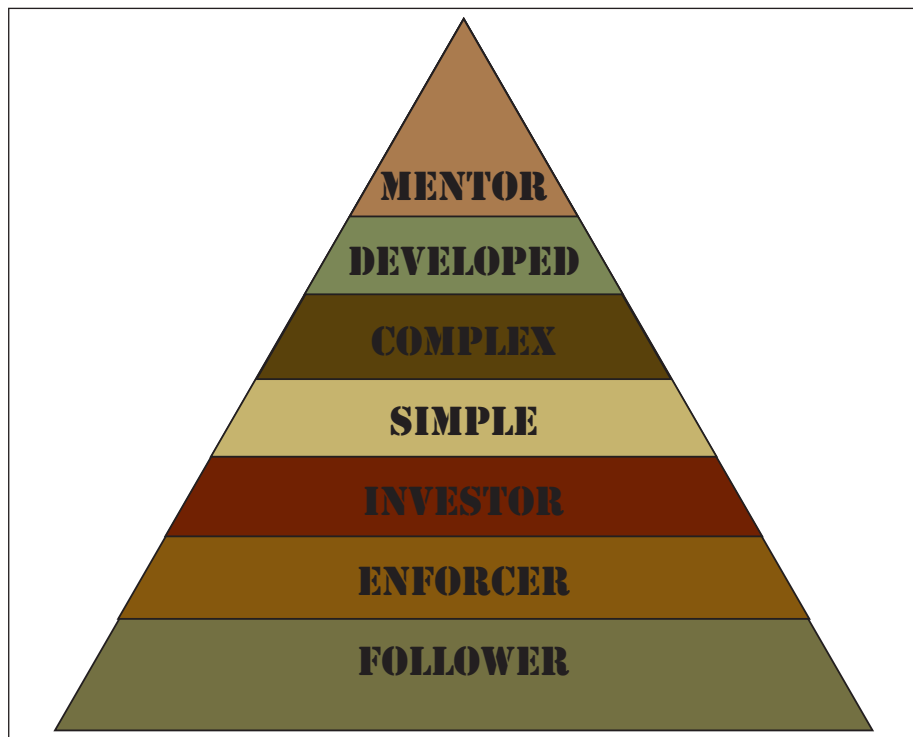 MENTOR
DEVELOPED
COMPLEX
SIMPLE
INVESTOR
ENFORCER
FOLLOWER